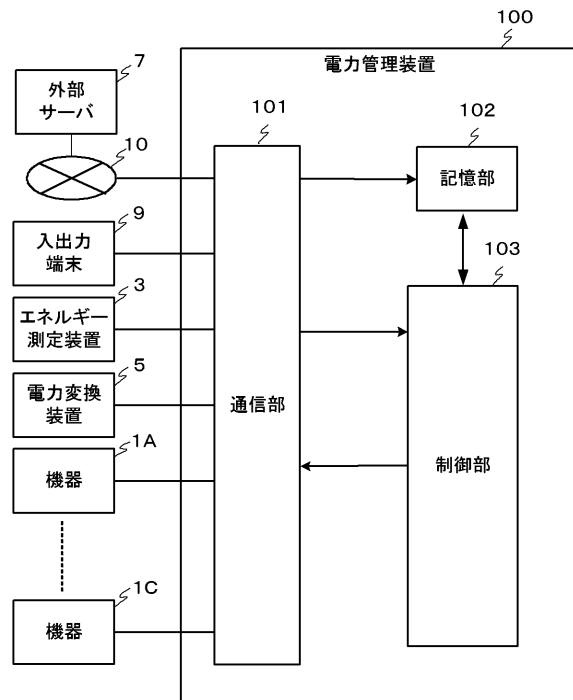 100
電力管理装置
7
外部
サーバ
10
101
102
記憶部
9
入出力
端末
103
3
エネルギー
測定装置
5
電力変換
装置
通信部
1A
機器
制御部
1C
機器